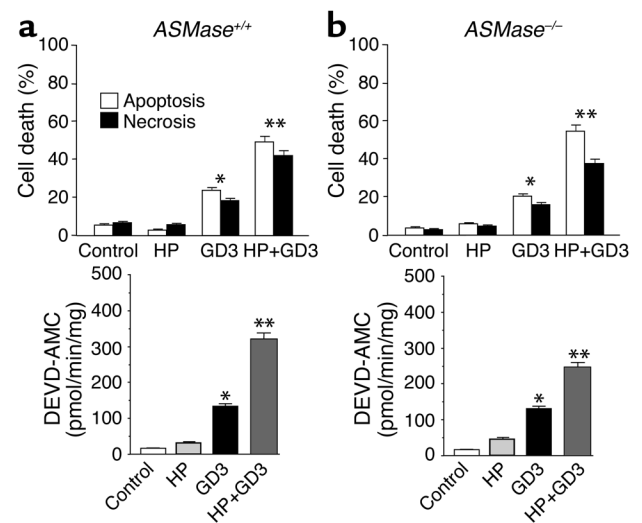 a
ASMase+/+
100
80
60
40
20
0
Cell death (%)
Apoptosis
Necrosis
*
**
Control HP GD3 HP+GD3
500
400
300
200
100
0
DEVD-AMC
(pmol/min/mg)
*
**
Control
HP
GD3
HP+GD3
b
ASMase–/–
100
80
60
40
20
0
Cell death (%)
*
**
Control HP GD3 HP+GD3
500
400
300
200
100
0
DEVD-AMC
(pmol/min/mg)
*
**
Control
HP
GD3
HP+GD3